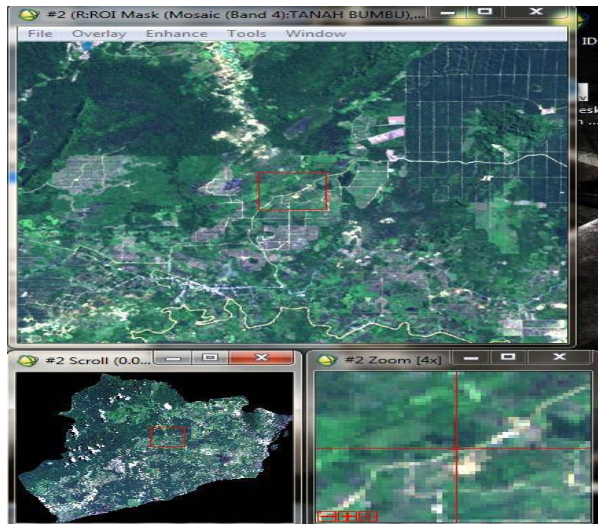 #2 (R:ROI Mask (Mosaic (Band 4):TANAH BUMBU),...
File Overlay Enhance Tools Window
ID
#2 Scroll (0.0...
#2 Zoom [4x]